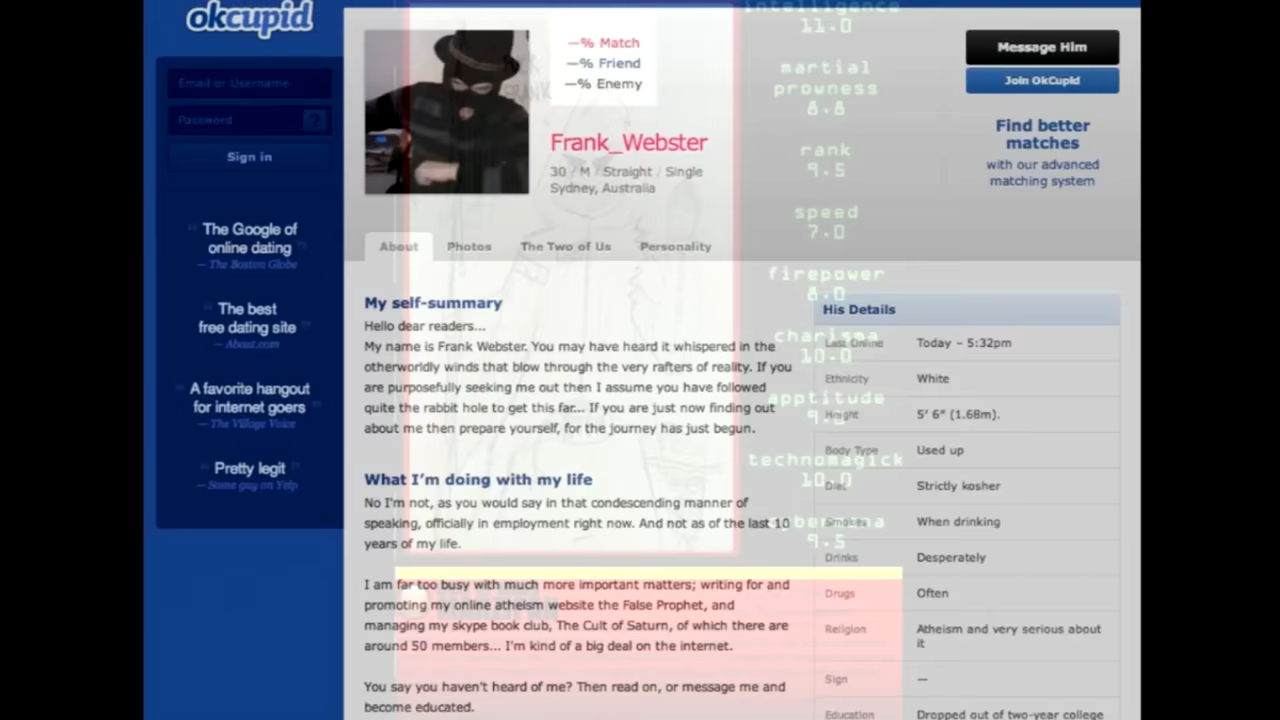 okcupid
Email or Username
Password
?
Sign in
" The Google of
online dating "
— The Boston Globe
" The best
free dating site "
— About.com
" A favorite hangout
for internet goers "
— The Village Voice
" Pretty legit "
— Some guy on Yelp
—% Match
—% Friend
—% Enemy
Frank_Webster
30 / M / Straight / Single
Sydney, Australia
Message Him
Join OkCupid
Find better
matches
with our advanced
matching system
About
Photos
The Two of Us
Personality
My self-summary
Hello dear readers...
My name is Frank Webster. You may have heard it whispered in the
otherworldly winds that blow through the very rafters of reality. If you
are purposefully seeking me out then I assume you have followed
quite the rabbit hole to get this far... If you are just now finding out
about me then prepare yourself, for the journey has just begun.
What I'm doing with my life
No I'm not, as you would say in that condescending manner of
speaking, officially in employment right now. And not as of the last 10
years of my life.
I am far too busy with much more important matters; writing for and
promoting my online atheism website the False Prophet, and
managing my skype book club, The Cult of Saturn, of which there are
around 50 members... I'm kind of a big deal on the internet.
You say you haven't heard of me? Then read on, or message me and
become educated.
intelligence
11.0
martial
prowness
8.8
rank
9.5
speed
7.0
firepower
8.0
charisma
10.0
apptitude
technomagick
10.0
9.5
His Details
Last Online Today – 5:32pm
Ethnicity White
Height 5' 6" (1.68m).
Body Type Used up
Diet Strictly kosher
Smokes When drinking
Drinks Desperately
Drugs Often
Religion Atheism and very serious about
it
Sign —
Education Dropped out of two-year college